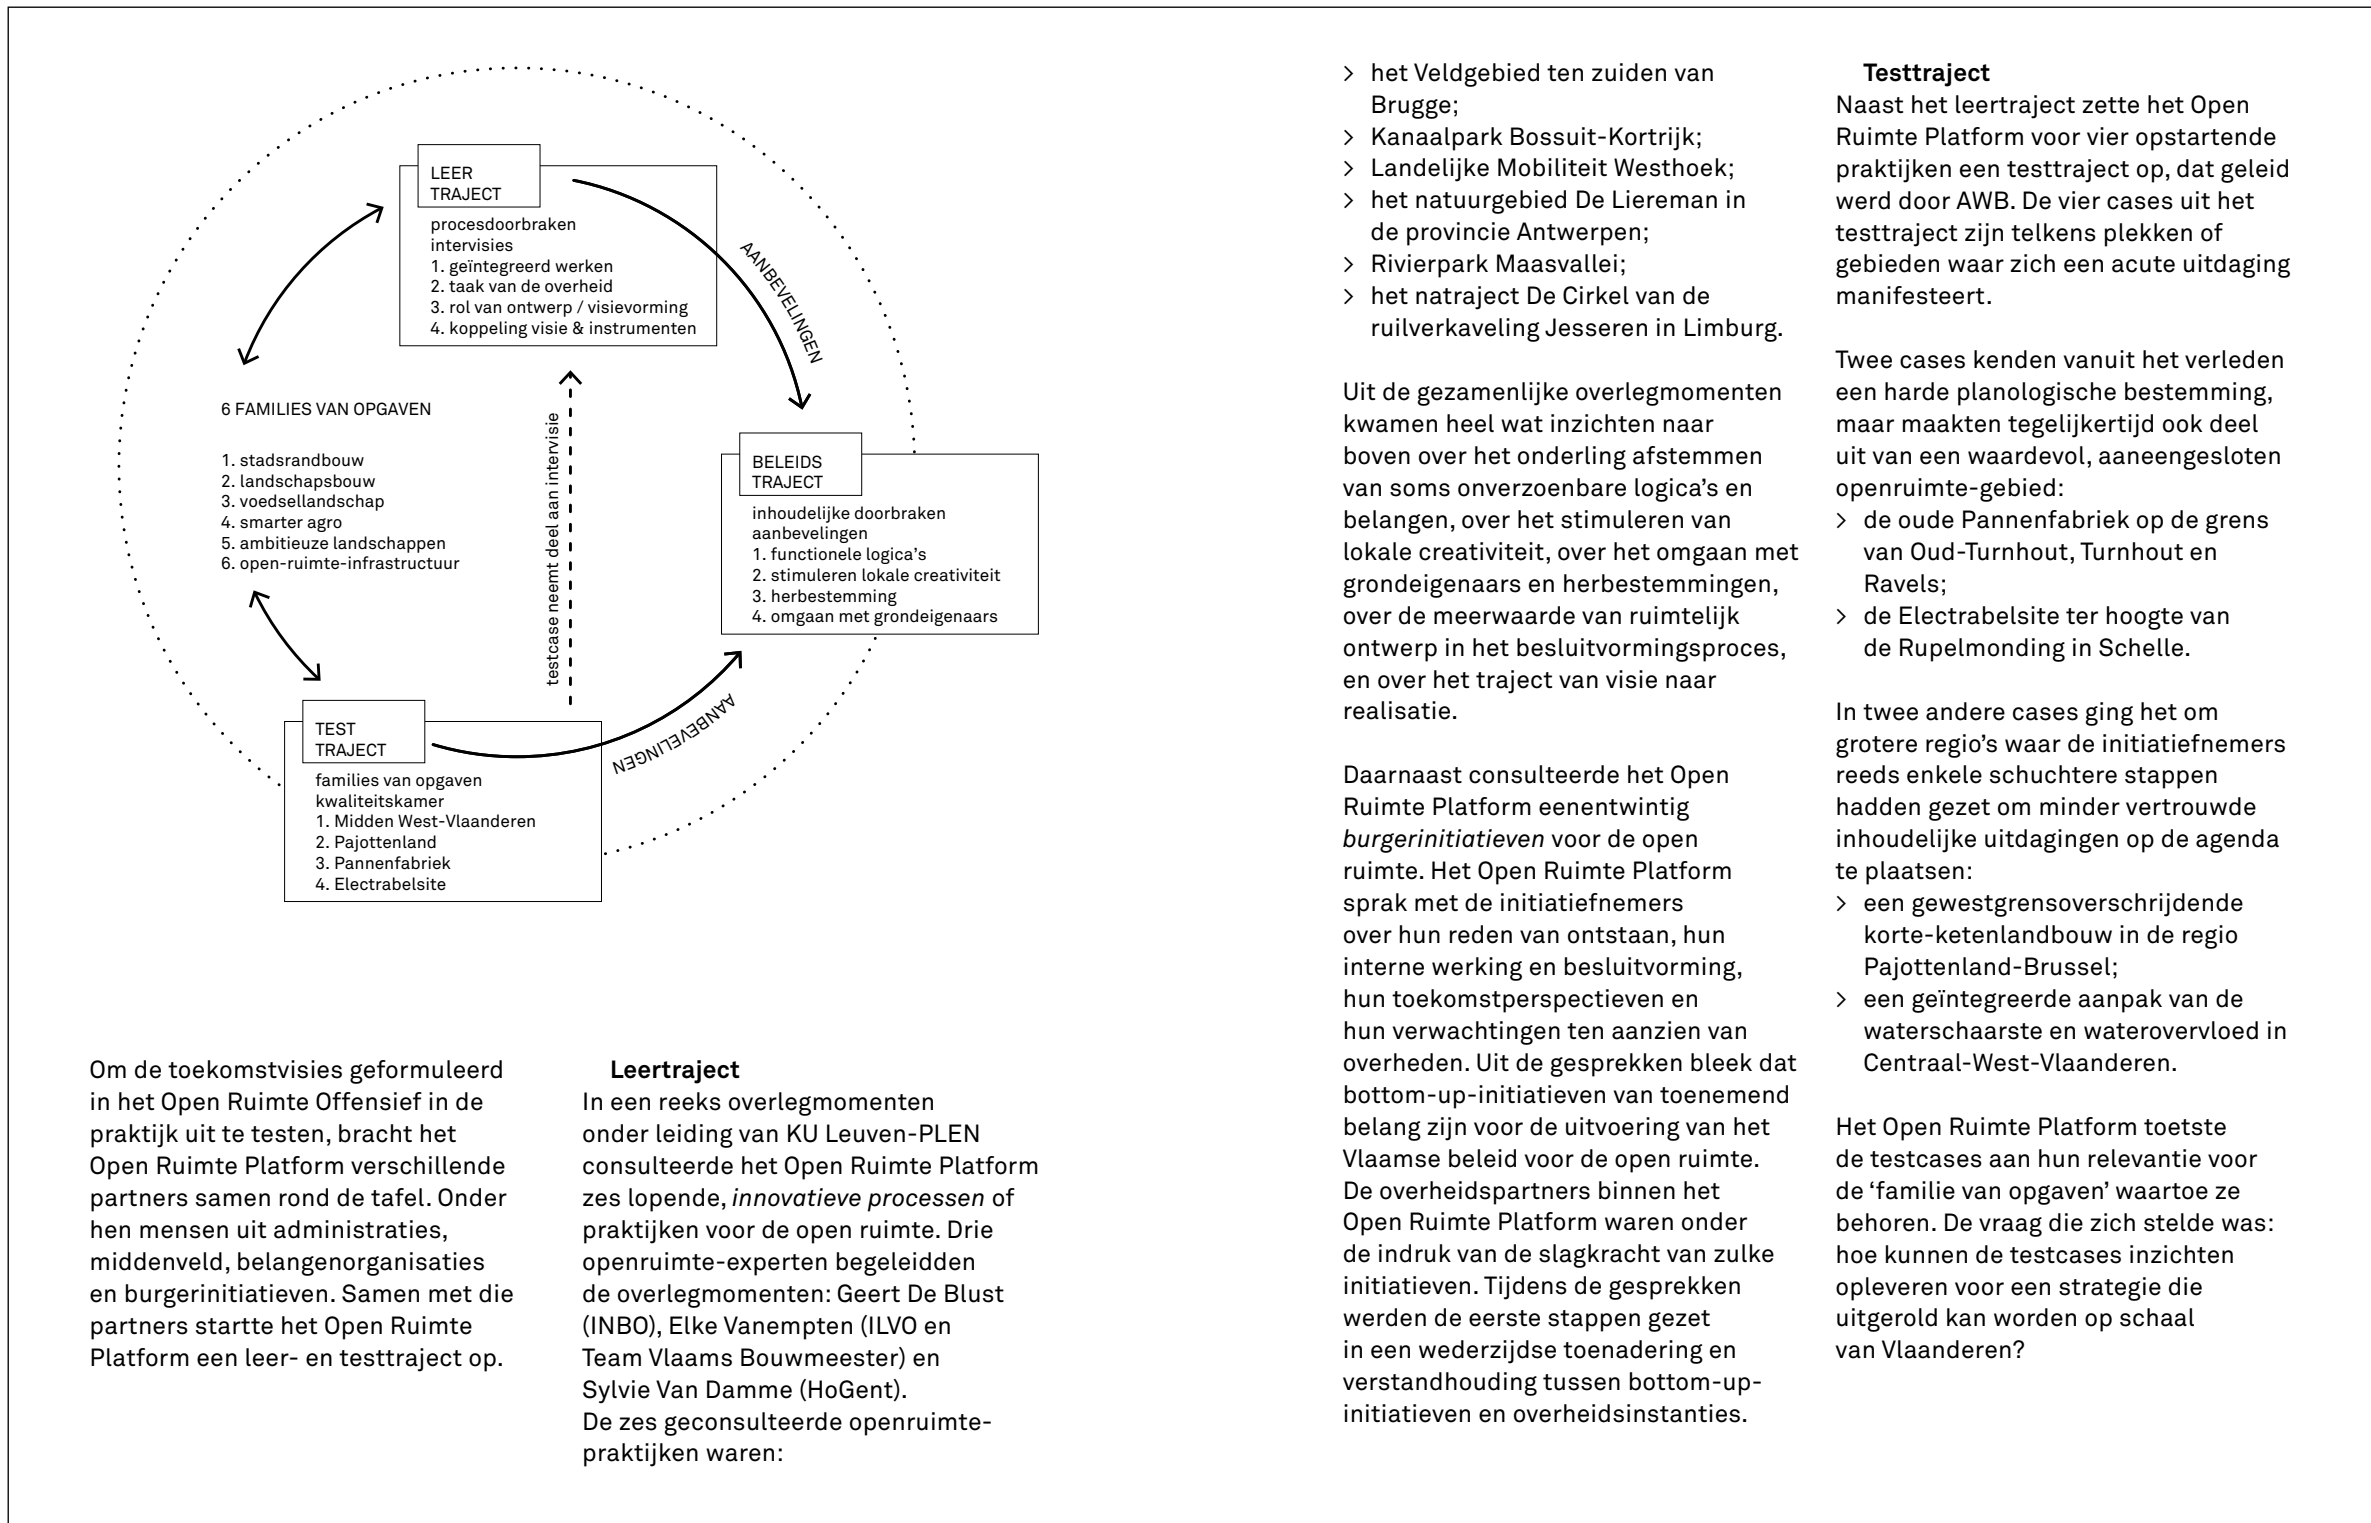 LEER
TRAJECT
procesdoorbraken
intervisies
1. geïntegreerd werken
2. taak van de overheid
3. rol van ontwerp / visievorming
4. koppeling visie & instrumenten
AANBEVELINGEN
6 FAMILIES VAN OPGAVEN
1. stadsrandbouw
2. landschapsbouw
3. voedsellandschap
4. smarter agro
5. ambitieuze landschappen
6. open-ruimte-infrastructuur
testcase neemt deel aan intervisie
BELEIDS
TRAJECT
inhoudelijke doorbraken
aanbevelingen
1. functionele logica's
2. stimuleren lokale creativiteit
3. herbestemming
4. omgaan met grondeigenaars
TEST
TRAJECT
families van opgaven
kwaliteitskamer
1. Midden West-Vlaanderen
2. Pajottenland
3. Pannenfabriek
4. Electrabelsite
AANBEVELINGEN
Om de toekomstvisies geformuleerd
in het Open Ruimte Offensief in de
praktijk uit te testen, bracht het
Open Ruimte Platform verschillende
partners samen rond de tafel. Onder
hen mensen uit administraties,
middenveld, belangenorganisaties
en burgerinitiatieven. Samen met die
partners startte het Open Ruimte
Platform een leer- en testtraject op.
Leertraject
In een reeks overlegmomenten
onder leiding van KU Leuven-PLEN
consulteerde het Open Ruimte Platform
zes lopende, innovatieve processen of
praktijken voor de open ruimte. Drie
openruimte-experten begeleidden
de overlegmomenten: Geert De Blust
(INBO), Elke Vanempten (ILVO en
Team Vlaams Bouwmeester) en
Sylvie Van Damme (HoGent).
De zes geconsulteerde openruimte-
praktijken waren:
> het Veldgebied ten zuiden van
Brugge;
> Kanaalpark Bossuit-Kortrijk;
> Landelijke Mobiliteit Westhoek;
> het natuurgebied De Liereman in
de provincie Antwerpen;
> Rivierpark Maasvallei;
> het natraject De Cirkel van de
ruilverkaveling Jesseren in Limburg.
Uit de gezamenlijke overlegmomenten
kwamen heel wat inzichten naar
boven over het onderling afstemmen
van soms onverzoenbare logica's en
belangen, over het stimuleren van
lokale creativiteit, over het omgaan met
grondeigenaars en herbestemmingen,
over de meerwaarde van ruimtelijk
ontwerp in het besluitvormingsproces,
en over het traject van visie naar
realisatie.
Daarnaast consulteerde het Open
Ruimte Platform eenentwintig
burgerinitiatieven voor de open
ruimte. Het Open Ruimte Platform
sprak met de initiatiefnemers
over hun reden van ontstaan, hun
interne werking en besluitvorming,
hun toekomstperspectieven en
hun verwachtingen ten aanzien van
overheden. Uit de gesprekken bleek dat
bottom-up-initiatieven van toenemend
belang zijn voor de uitvoering van het
Vlaamse beleid voor de open ruimte.
De overheidspartners binnen het
Open Ruimte Platform waren onder
de indruk van de slagkracht van zulke
initiatieven. Tijdens de gesprekken
werden de eerste stappen gezet
in een wederzijdse toenadering en
verstandhouding tussen bottom-up-
initiatieven en overheidsinstanties.
Testtraject
Naast het leertraject zette het Open
Ruimte Platform voor vier opstartende
praktijken een testtraject op, dat geleid
werd door AWB. De vier cases uit het
testtraject zijn telkens plekken of
gebieden waar zich een acute uitdaging
manifesteert.
Twee cases kenden vanuit het verleden
een harde planologische bestemming,
maar maakten tegelijkertijd ook deel
uit van een waardevol, aaneengesloten
openruimte-gebied:
> de oude Pannenfabriek op de grens
van Oud-Turnhout, Turnhout en
Ravels;
> de Electrabelsite ter hoogte van
de Rupelmonding in Schelle.
In twee andere cases ging het om
grotere regio's waar de initiatiefnemers
reeds enkele schuchtere stappen
hadden gezet om minder vertrouwde
inhoudelijke uitdagingen op de agenda
te plaatsen:
> een gewestgrensoverschrijdende
korte-ketenlandbouw in de regio
Pajottenland-Brussel;
> een geïntegreerde aanpak van de
waterschaarste en waterovervloed in
Centraal-West-Vlaanderen.
Het Open Ruimte Platform toetste
de testcases aan hun relevantie voor
de ‘familie van opgaven’ waartoe ze
behoren. De vraag die zich stelde was:
hoe kunnen de testcases inzichten
opleveren voor een strategie die
uitgerold kan worden op schaal
van Vlaanderen?